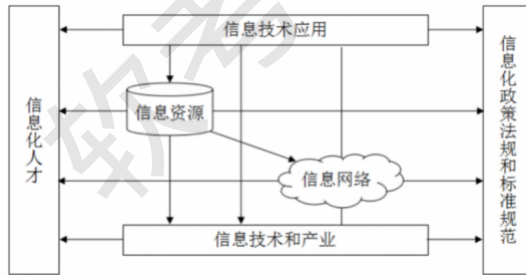 软考
信息技术应用
信息化人才
信息资源
信息网络
信息技术和产业
信息化政策法规和标准规范